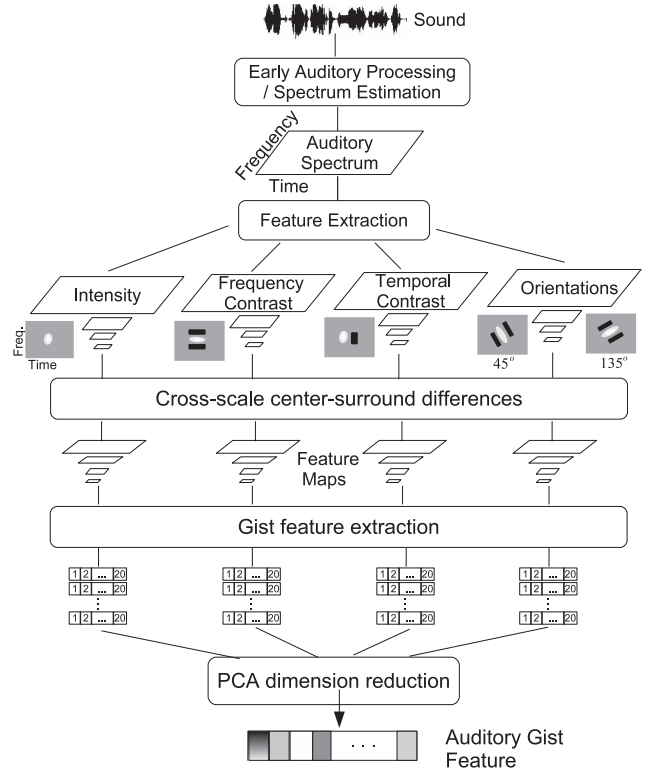 Sound
Early Auditory Processing
/ Spectrum Estimation
Frequency
Auditory
Spectrum
Time
Feature Extraction
Intensity
Frequency
Contrast
Temporal
Contrast
Orientations
Freq.
Time
45°
135°
Cross-scale center-surround differences
Feature
Maps
Gist feature extraction
1 2 ... 20 1 2 ... 20 1 2 ... 20 1 2 ... 20
1 2 ... 20 1 2 ... 20 1 2 ... 20 1 2 ... 20
1 2 ... 20 1 2 ... 20 1 2 ... 20 1 2 ... 20
PCA dimension reduction
. . .
Auditory Gist
Feature